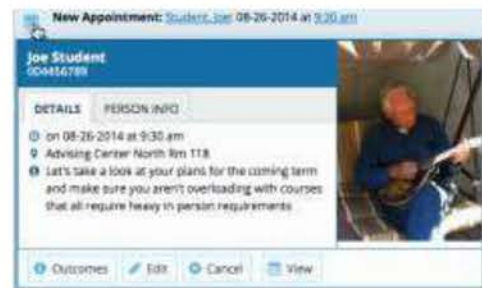 New Appointment: Student, Joe: 08-26-2014 at 9:30 am
Joe Student
004456789
DETAILS PERSON INFO
on 08-26-2014 at 9:30 am
Advising Center North Rm 118
Let's take a look at your plans for the coming term
and make sure you aren't overloading with courses
that all require heavy in person requirements
Outcomes Edit Cancel View